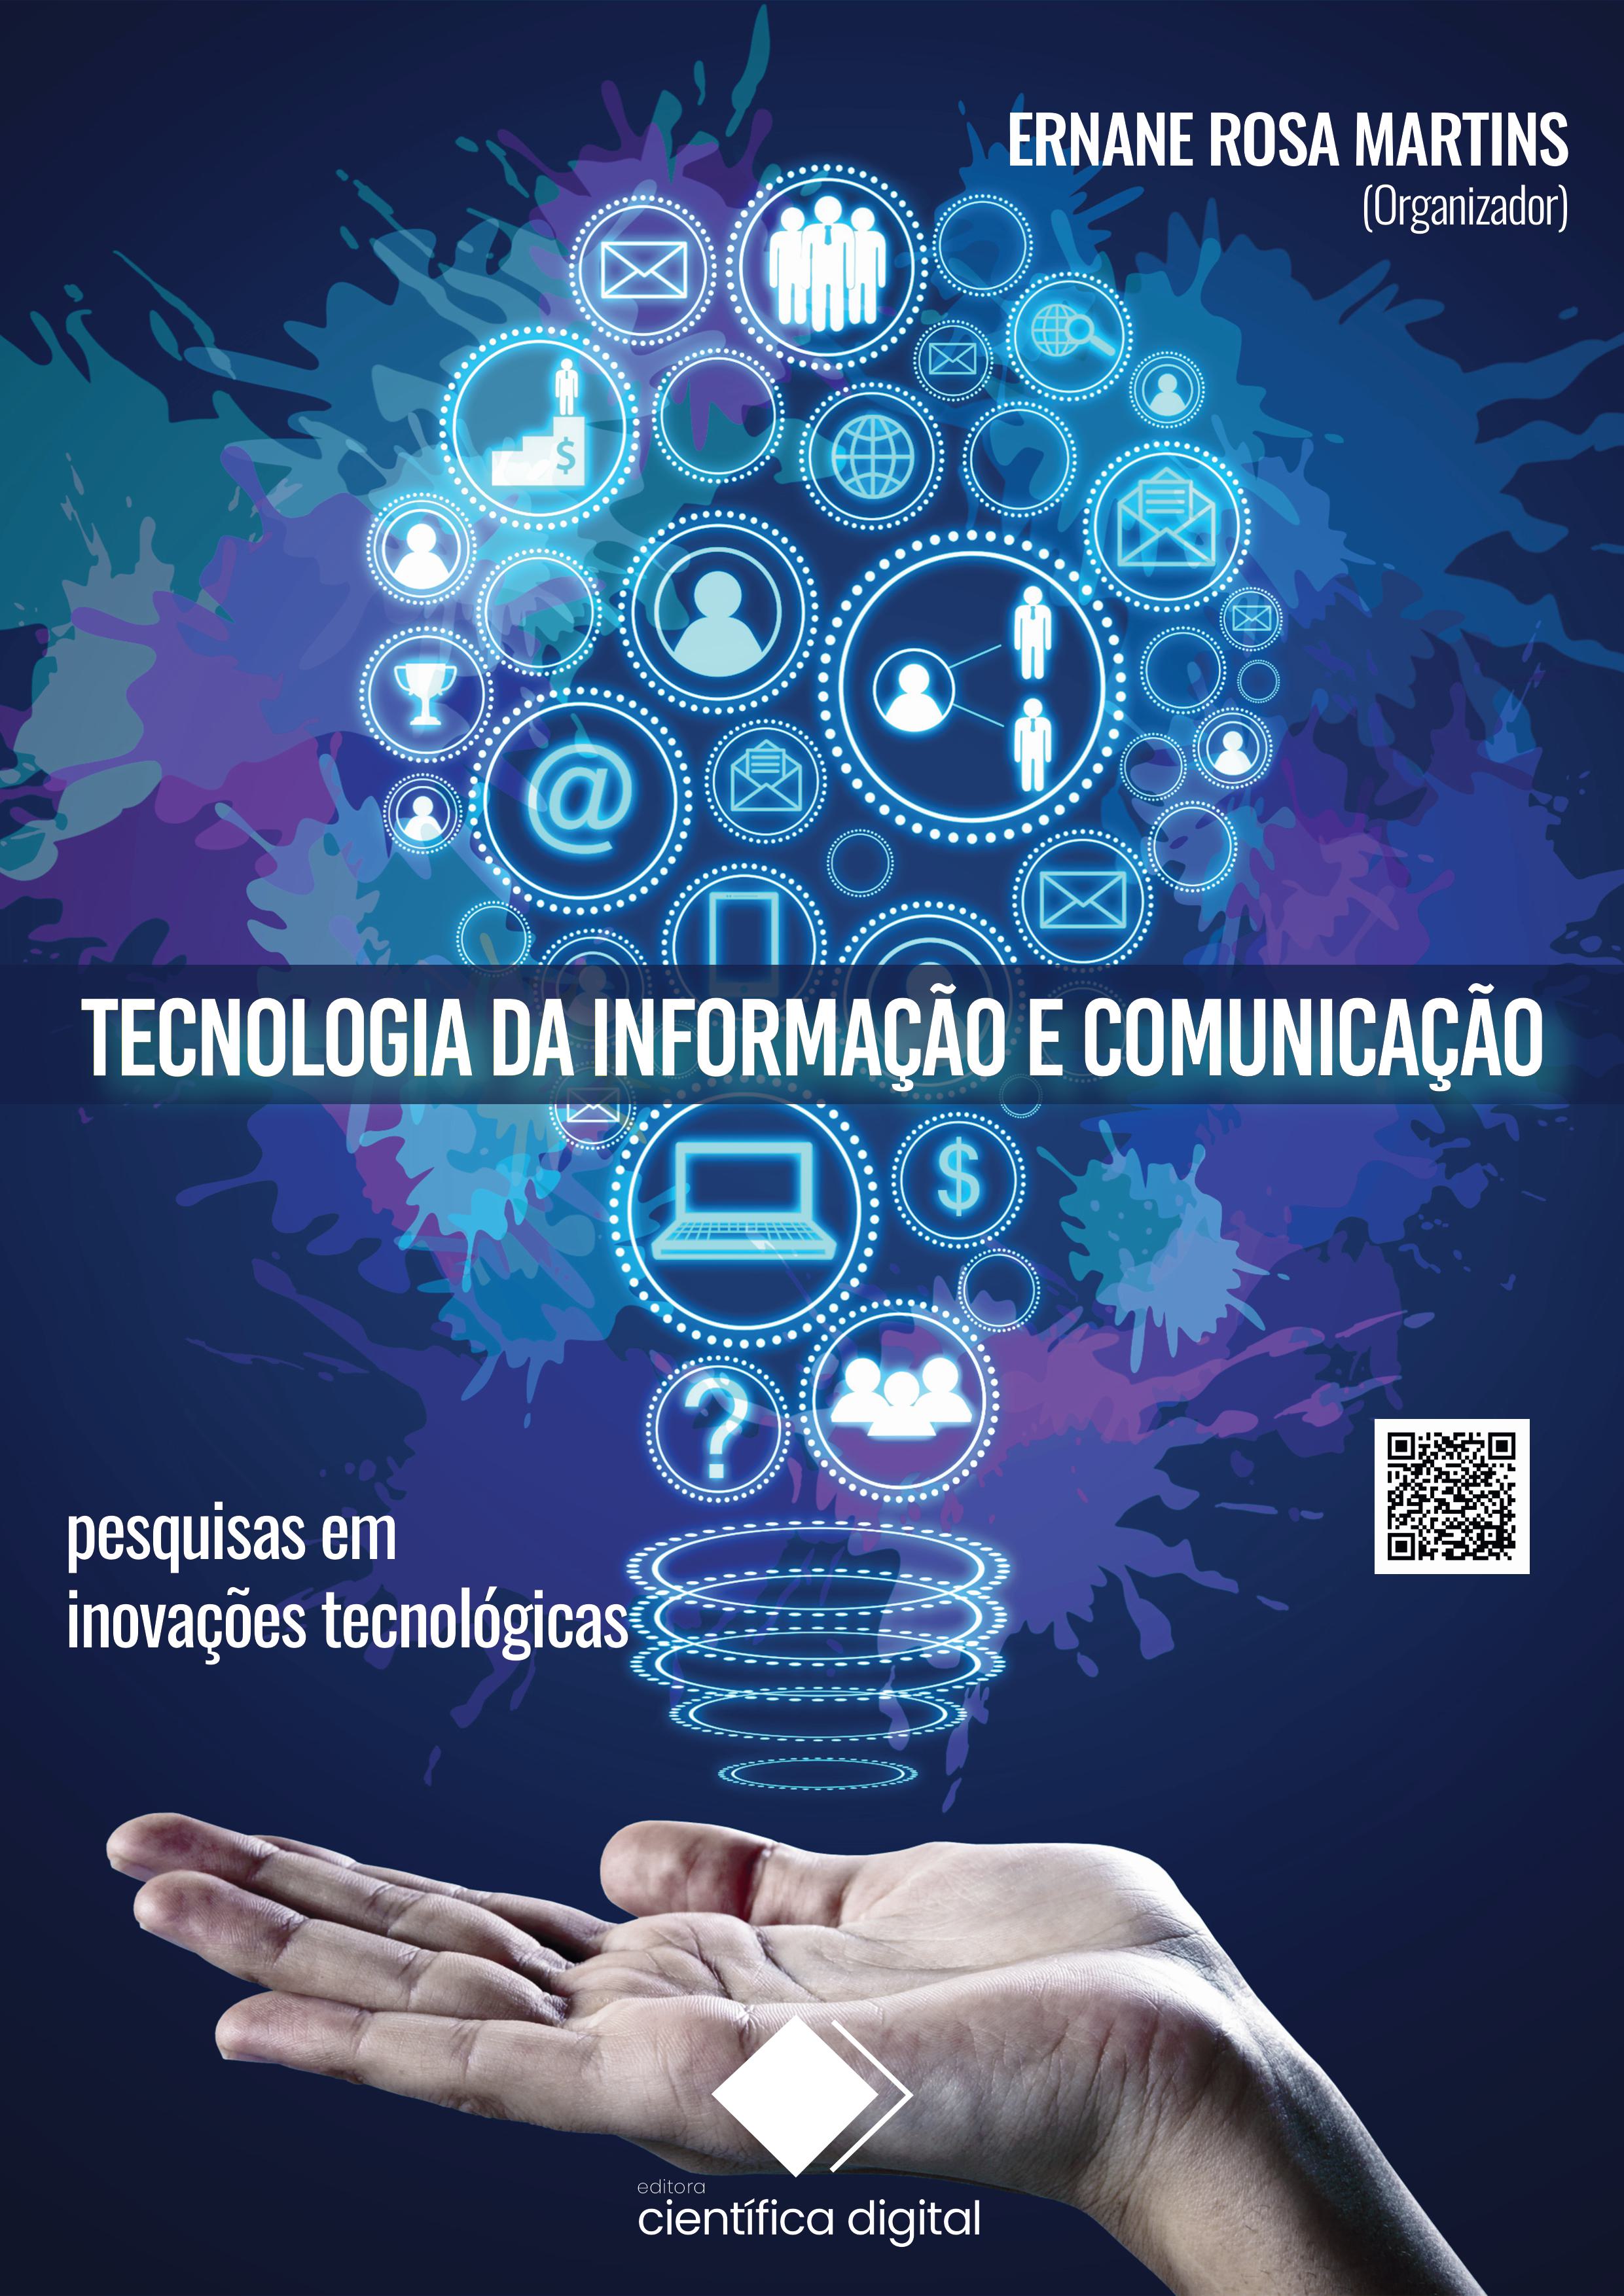 ERNANE ROSA MARTINS
(Organizador)
$
@
TECNOLOGIA DA INFORMAÇÃO E COMUNICAÇÃO
$
?
pesquisas em
inovações tecnológicas
editora
científica digital